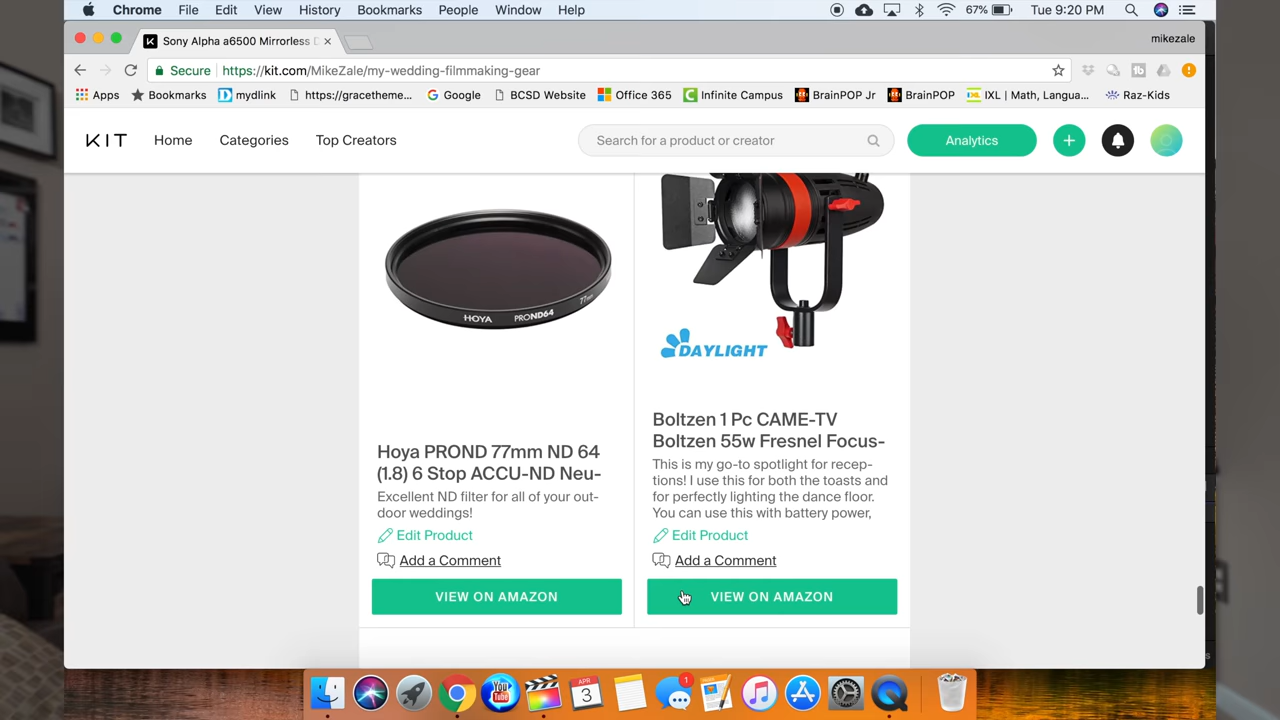 Chrome File Edit View History Bookmarks People Window Help 67% Tue 9:20 PM
Sony Alpha a6500 Mirrorless mikezale
Secure https://kit.com/MikeZale/my-wedding-filmmaking-gear
Apps Bookmarks D mydlink https://gracetheme... Google BCSD Website Office 365 Infinite Campus BrainPOP Jr BrainPOP IXL | Math, Langua... Raz-Kids
KIT Home Categories Top Creators Search for a product or creator Analytics
77mm
HOYA PROND64
DAYLIGHT
Hoya PROND 77mm ND 64
(1.8) 6 Stop ACCU-ND Neu-
Excellent ND filter for all of your out-
door weddings!
Edit Product
Add a Comment
VIEW ON AMAZON
Boltzen 1 Pc CAME-TV
Boltzen 55w Fresnel Focus-
This is my go-to spotlight for recep-
tions! I use this for both the toasts and
for perfectly lighting the dance floor.
You can use this with battery power,
Edit Product
Add a Comment
VIEW ON AMAZON
You
Tube
APR
3
1